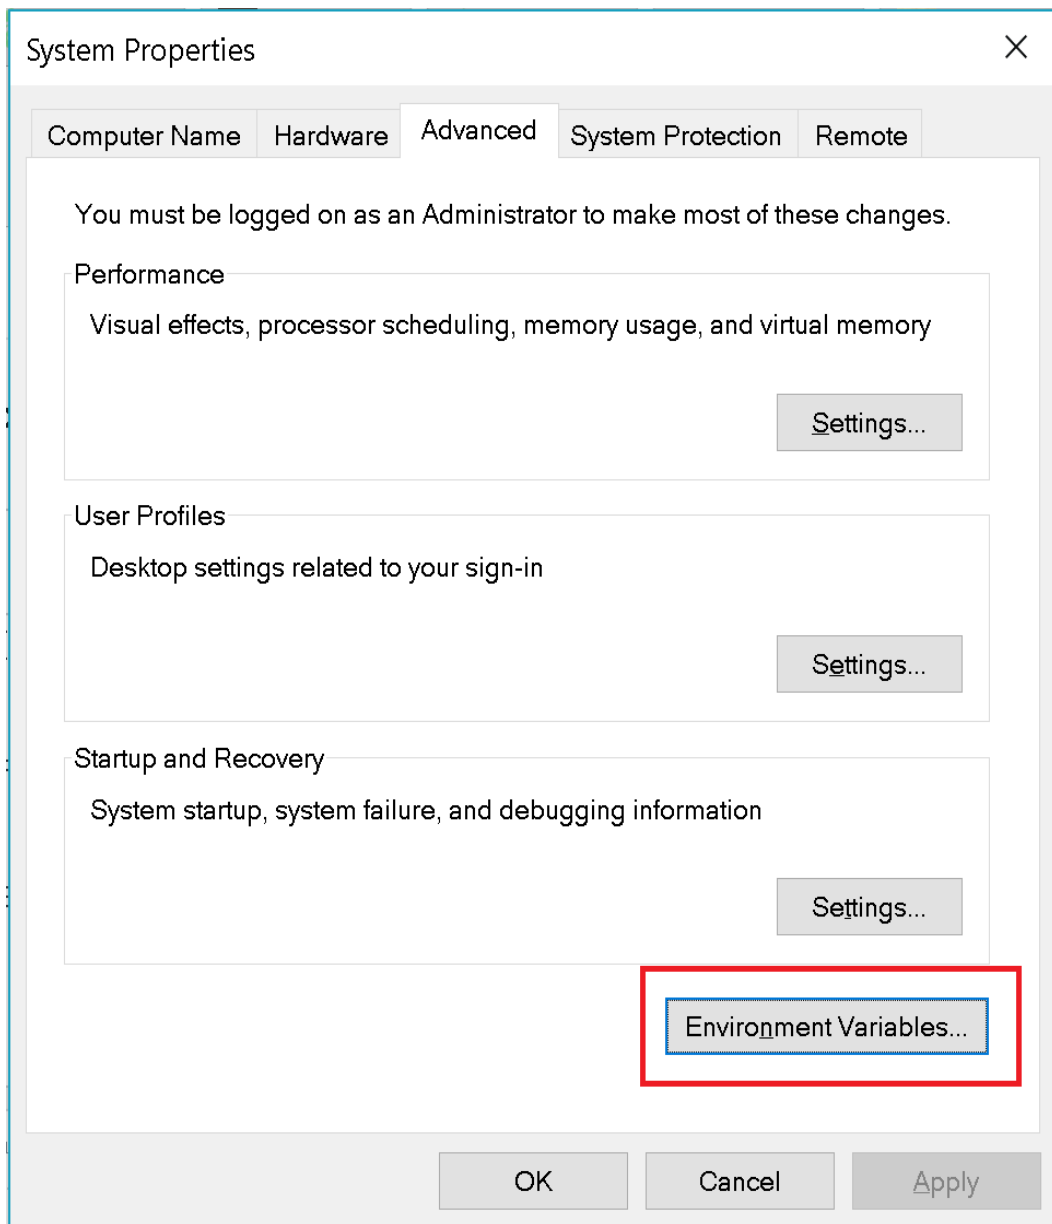 System Properties
Computer Name Hardware Advanced System Protection Remote
You must be logged on as an Administrator to make most of these changes.
Performance
Visual effects, processor scheduling, memory usage, and virtual memory
Settings...
User Profiles
Desktop settings related to your sign-in
Settings...
Startup and Recovery
System startup, system failure, and debugging information
Settings...
Environment Variables...
OK Cancel Apply